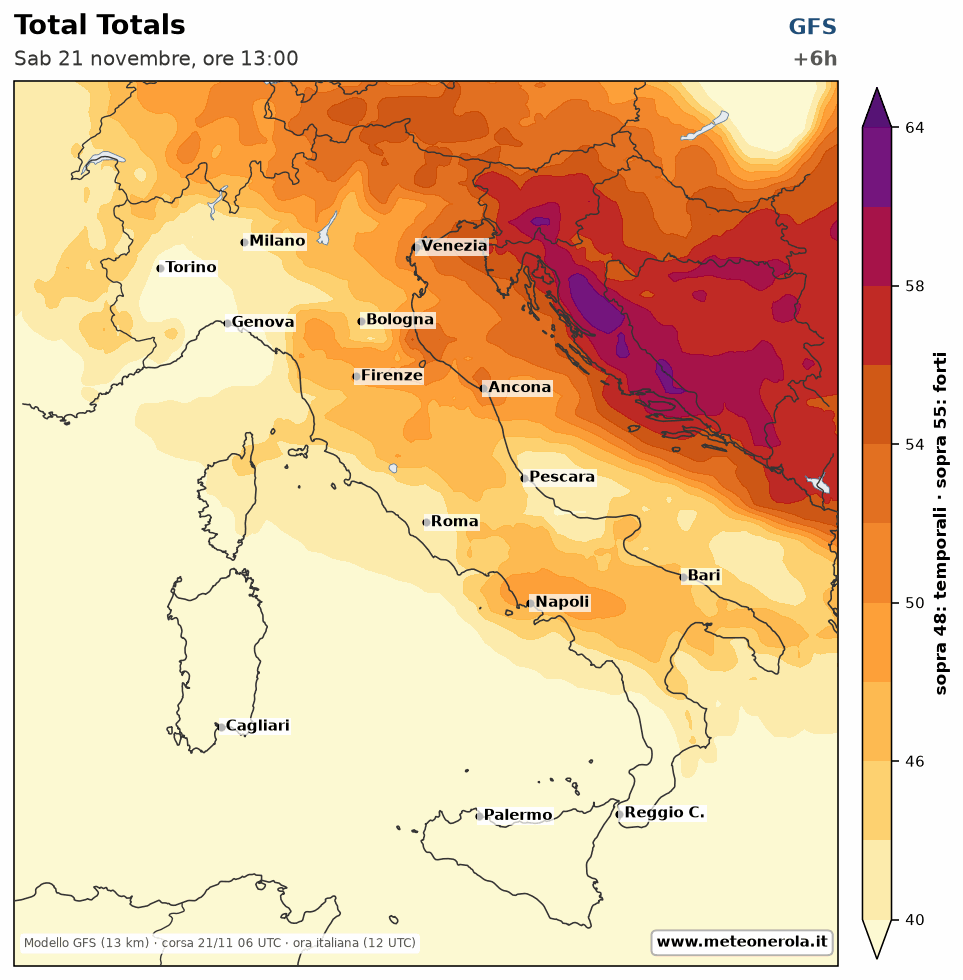 Total Totals
GFS
Sab 21 novembre, ore 13:00
+6h
64
58
54
50
46
40
sopra 48: temporali · sopra 55: forti
Milano
Venezia
Torino
Genova
Bologna
Firenze
Ancona
Pescara
Roma
Bari
Napoli
Cagliari
Palermo
Reggio C.
Modello GFS (13 km) · corsa 21/11 06 UTC · ora italiana (12 UTC)
www.meteonerola.it